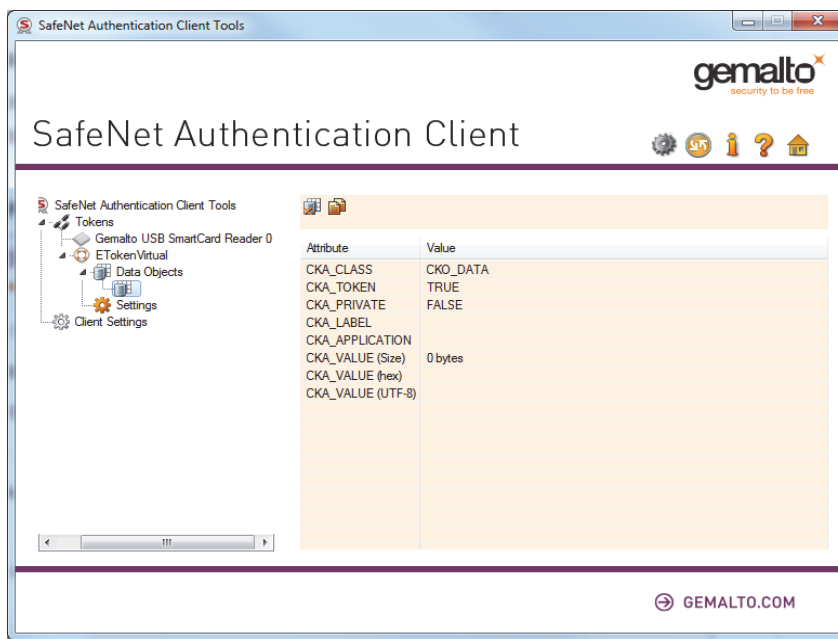 SafeNet Authentication Client Tools
gemalto
security to be free
SafeNet Authentication Client
SafeNet Authentication Client Tools
Tokens
Gemalto USB SmartCard Reader 0
ETokenVirtual
Data Objects
Settings
Client Settings
Attribute Value
CKA_CLASS CKO_DATA
CKA_TOKEN TRUE
CKA_PRIVATE FALSE
CKA_LABEL
CKA_APPLICATION
CKA_VALUE (Size) 0 bytes
CKA_VALUE (hex)
CKA_VALUE (UTF-8)
GEMALTO.COM